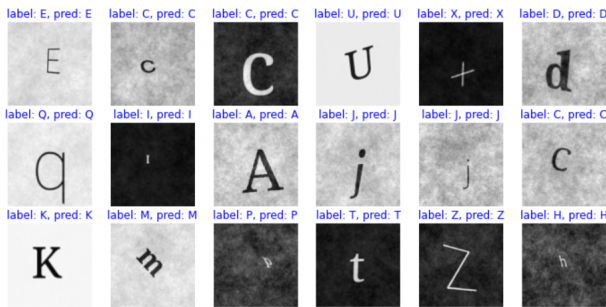 label: E, pred: E label: C, pred: C label: C, pred: C label: U, pred: U label: X, pred: X label: D, pred: D
E c C U x d
label: Q, pred: Q label: I, pred: I label: A, pred: A label: J, pred: J label: J, pred: J label: C, pred: C
q I A j j C
label: K, pred: K label: M, pred: M label: P, pred: P label: T, pred: T label: Z, pred: Z label: H, pred: H
K m p t Z h